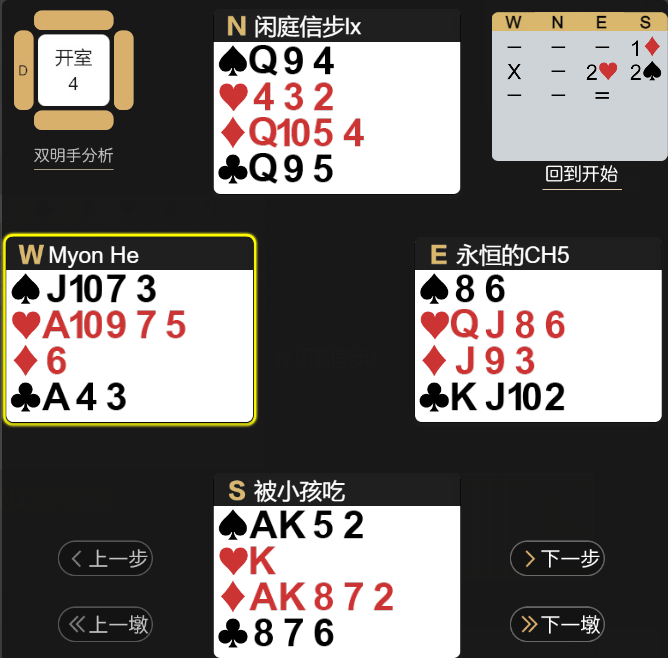 D
开室
4
双明手分析
N 闲庭信步lx
♠Q 9 4
♥4 3 2
♦Q10 5 4
♣Q 9 5
W N E S
– – – 1♦
X – 2♥ 2♠
– – =
回到开始
W Myon He
♠J10 7 3
♥A10 9 7 5
♦6
♣A 4 3
E 永恒的CH5
♠8 6
♥Q J 8 6
♦J 9 3
♣K J10 2
S 被小孩吃
♠AK 5 2
♥K
♦AK 8 7 2
♣8 7 6
上一步
下一步
上一墩
下一墩